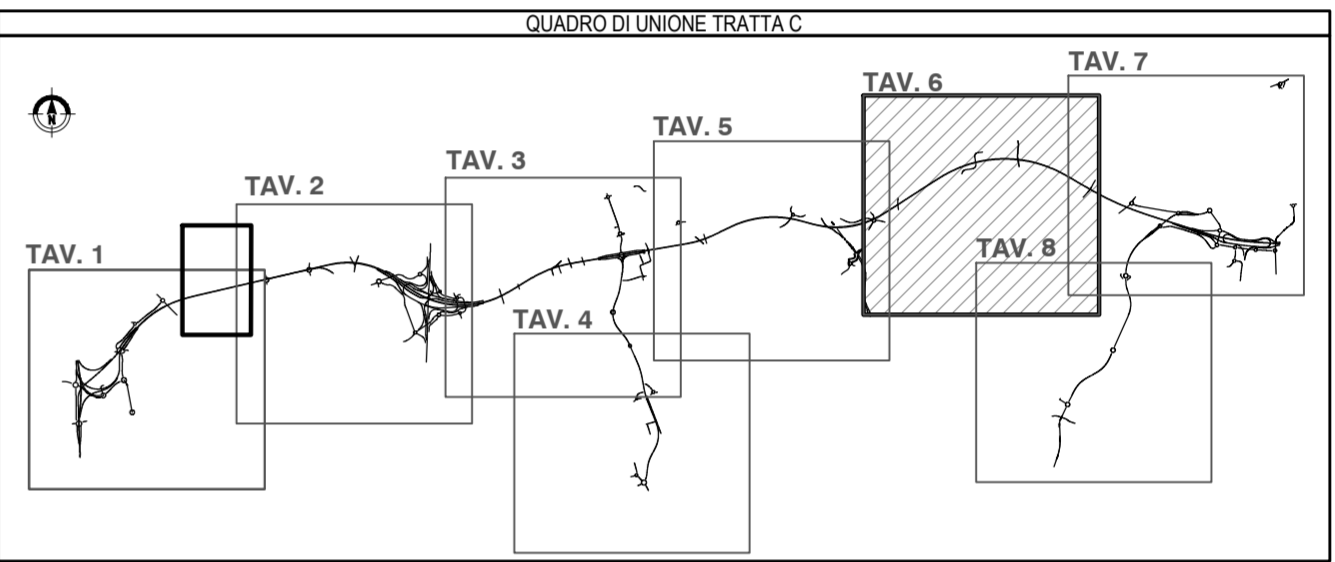 QUADRO DI UNIONE TRATTA C
TAV. 7
TAV. 6
TAV. 5
TAV. 3
TAV. 2
TAV. 1
TAV. 8
TAV. 4
N